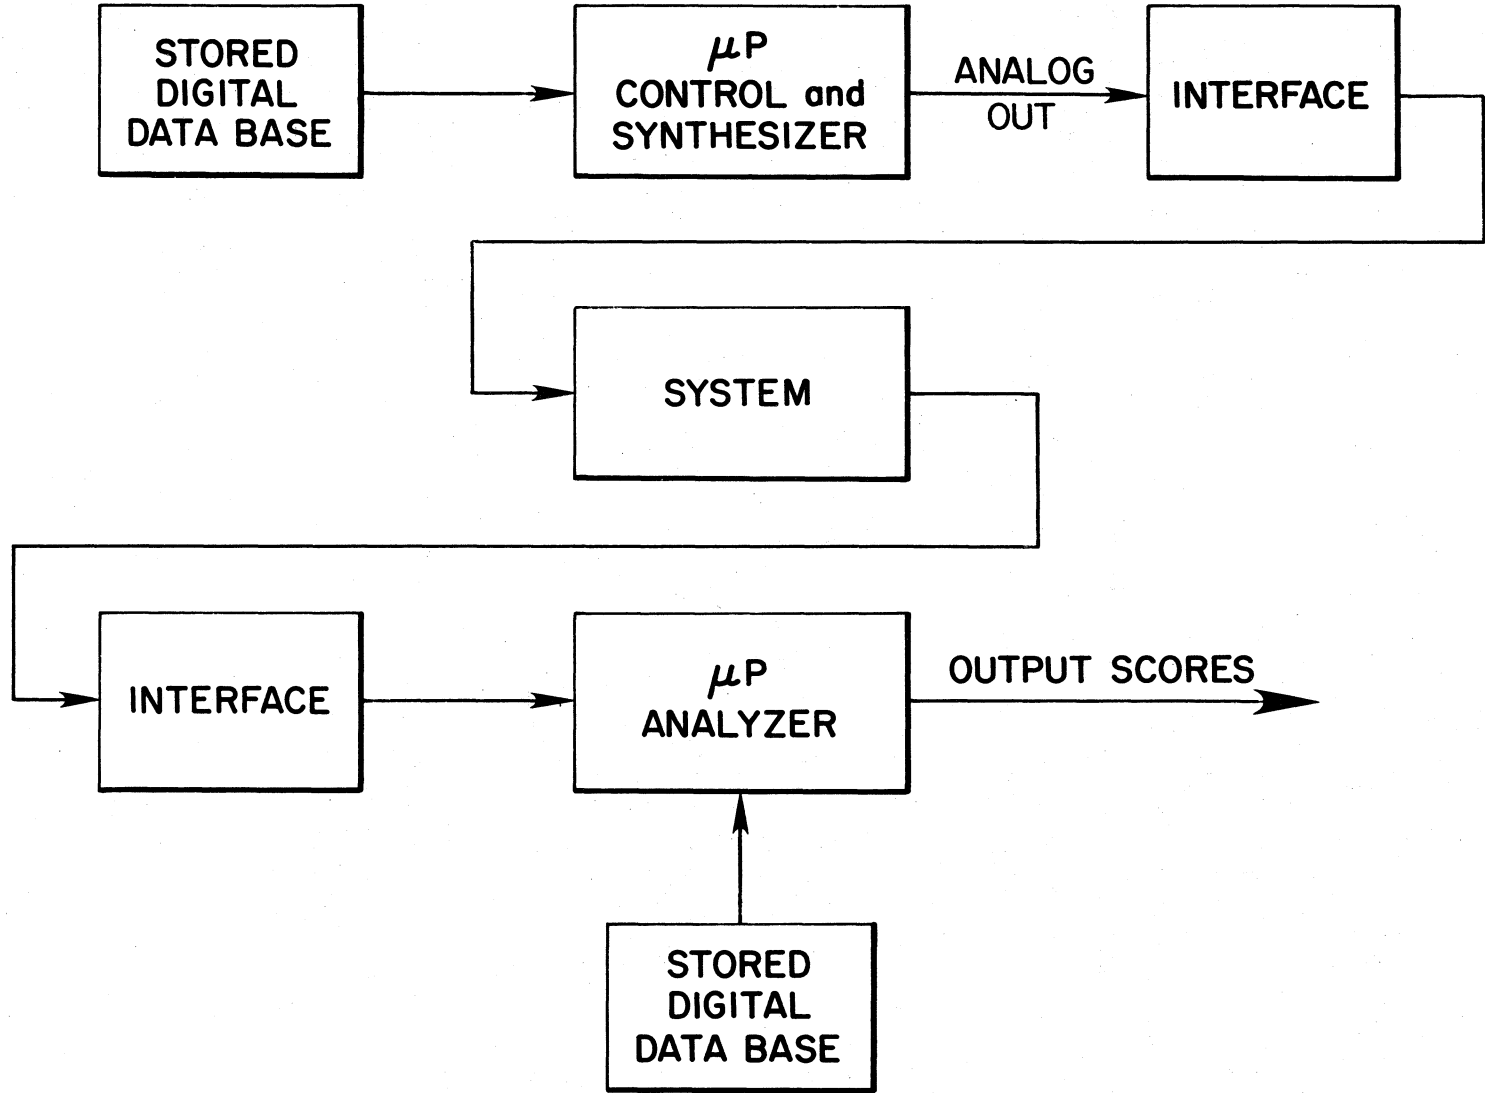 STORED
DIGITAL
DATA BASE
μP
CONTROL and
SYNTHESIZER
ANALOG
OUT
INTERFACE
SYSTEM
INTERFACE
μP
ANALYZER
OUTPUT SCORES
STORED
DIGITAL
DATA BASE